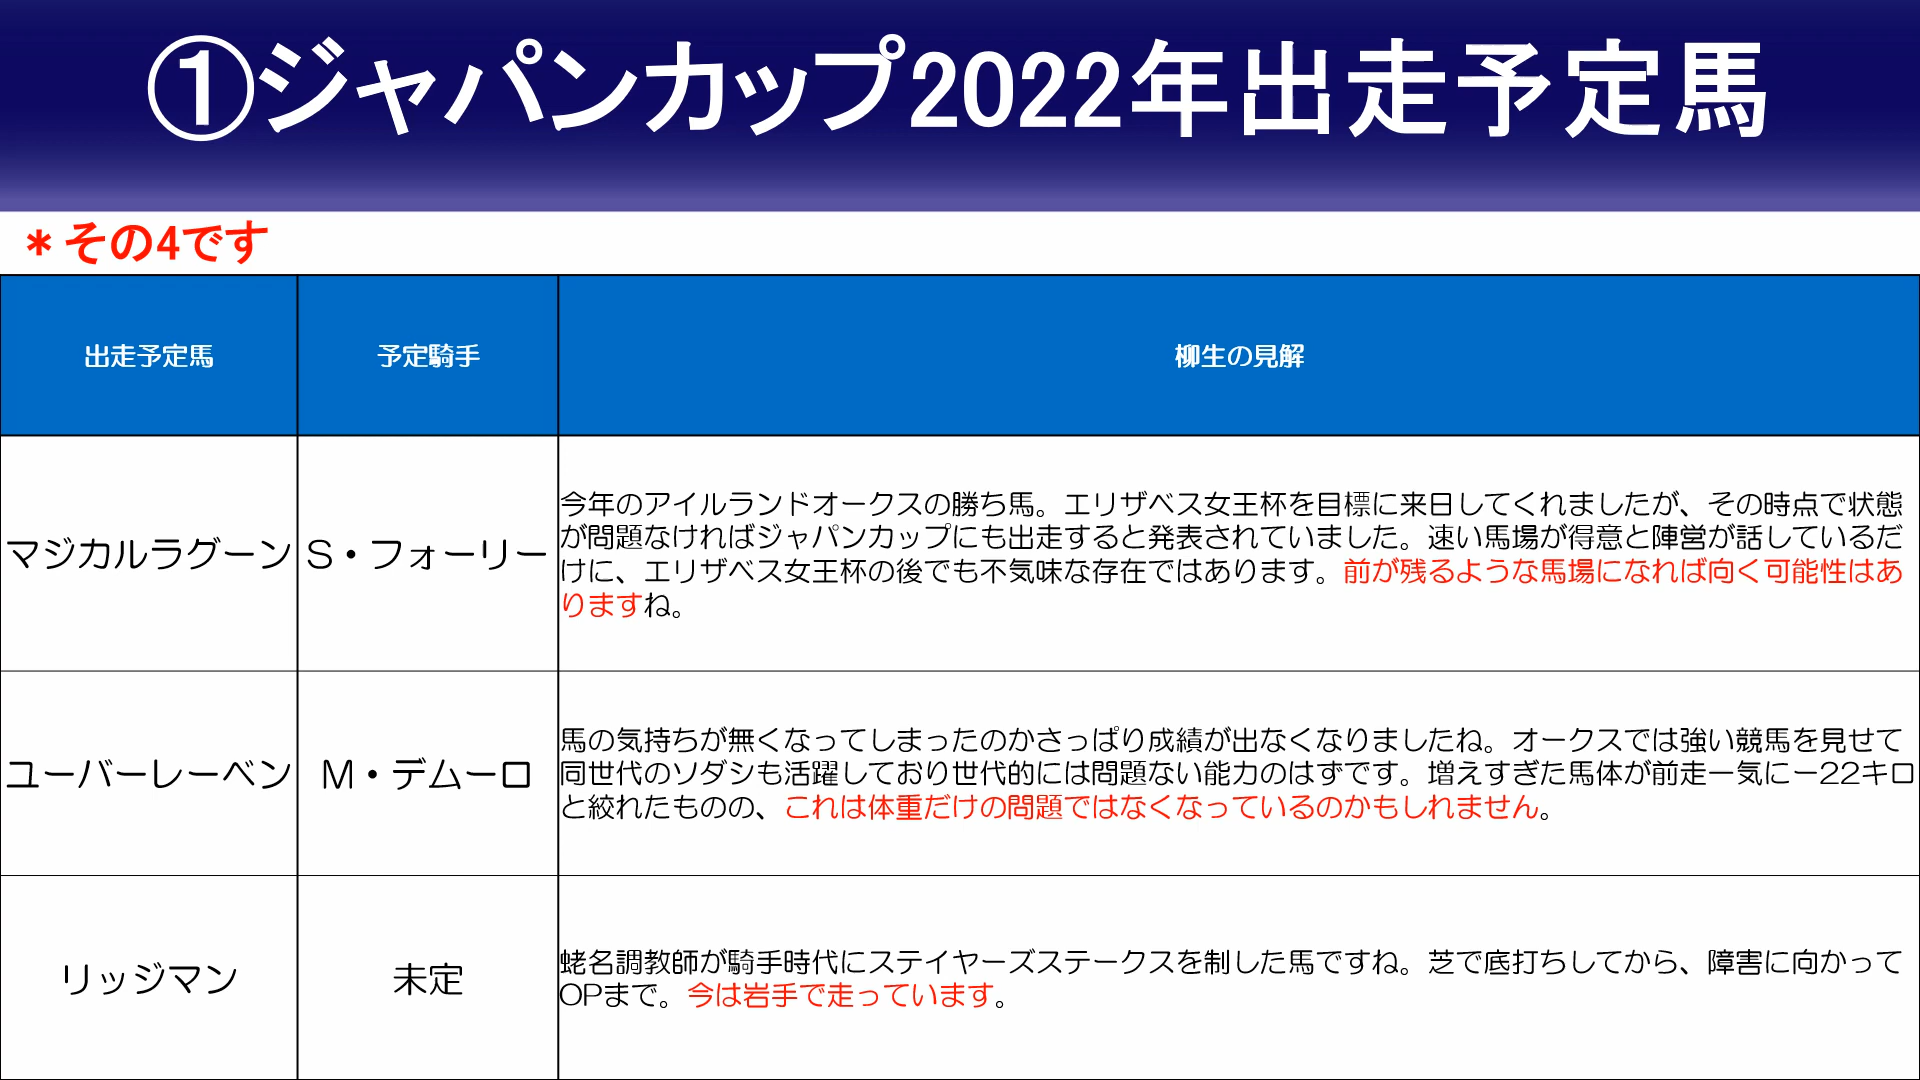 ①ジャパンカップ2022年出走予定馬
＊その4です
出走予定馬
予定騎手
柳生の見解
マジカルラグーン
S・フォーリー
今年のアイルランドオークスの勝ち馬。エリザベス女王杯を目標に来日してくれましたが、その時点で状態
が問題なければジャパンカップにも出走すると発表されていました。速い馬場が得意と陣営が話しているだ
けに、エリザベス女王杯の後でも不気味な存在ではあります。前が残るような馬場になれば向く可能性はあ
りますね。
ユーバーレーベン
M・デムーロ
馬の気持ちが無くなってしまったのかさっぱり成績が出なくなりましたね。オークスでは強い競馬を見せて
同世代のソダシも活躍しており世代的には問題ない能力のはずです。増えすぎた馬体が前走一気にー22キロ
と絞れたものの、これは体重だけの問題ではなくなっているのかもしれません。
リッジマン
未定
蛯名調教師が騎手時代にステイヤーズステークスを制した馬ですね。芝で底打ちしてから、障害に向かって
OPまで。今は岩手で走っています。